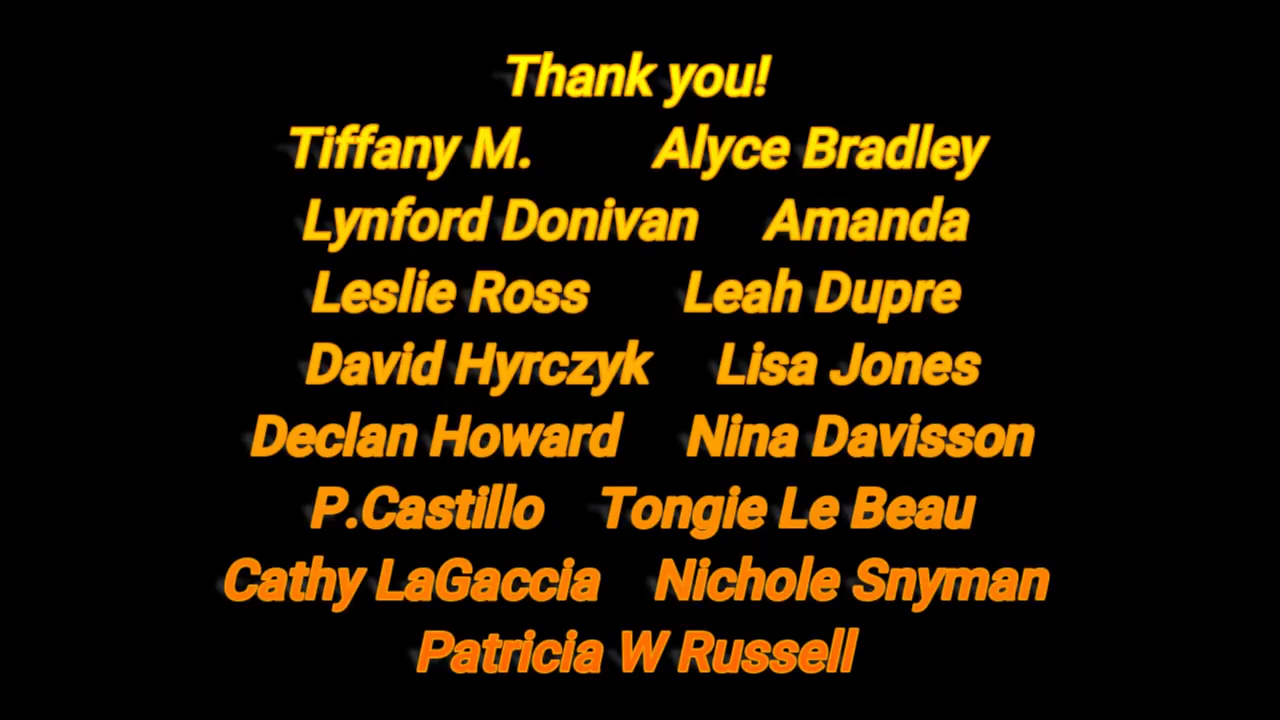 Thank you!
Tiffany M. Alyce Bradley
Lynford Donivan Amanda
Leslie Ross Leah Dupre
David Hyrczyk Lisa Jones
Declan Howard Nina Davisson
P.Castillo Tongie Le Beau
Cathy LaGaccia Nichole Snyman
Patricia W Russell